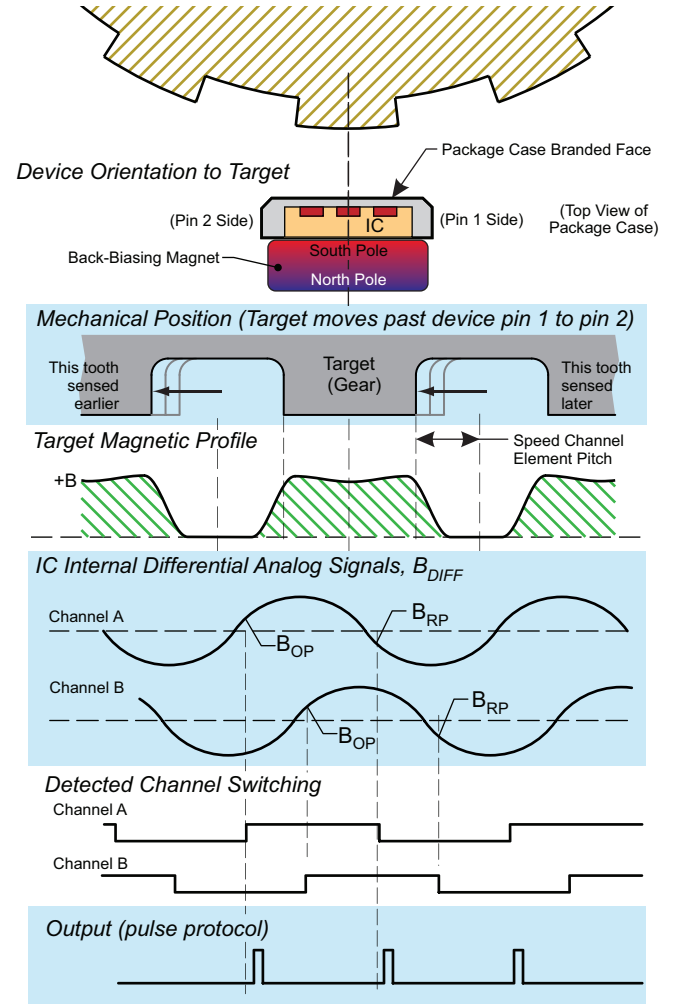 Package Case Branded Face
Device Orientation to Target
(Pin 2 Side)
IC
(Pin 1 Side)
(Top View of
Package Case)
South Pole
Back-Biasing Magnet
North Pole
Mechanical Position (Target moves past device pin 1 to pin 2)
This tooth
sensed
earlier
Target
(Gear)
This tooth
sensed
later
Target Magnetic Profile
Speed Channel
Element Pitch
+B
IC Internal Differential Analog Signals, BDIFF
Channel A
BOP
BRP
Channel B
BOP
BRP
Detected Channel Switching
Channel A
Channel B
Output (pulse protocol)